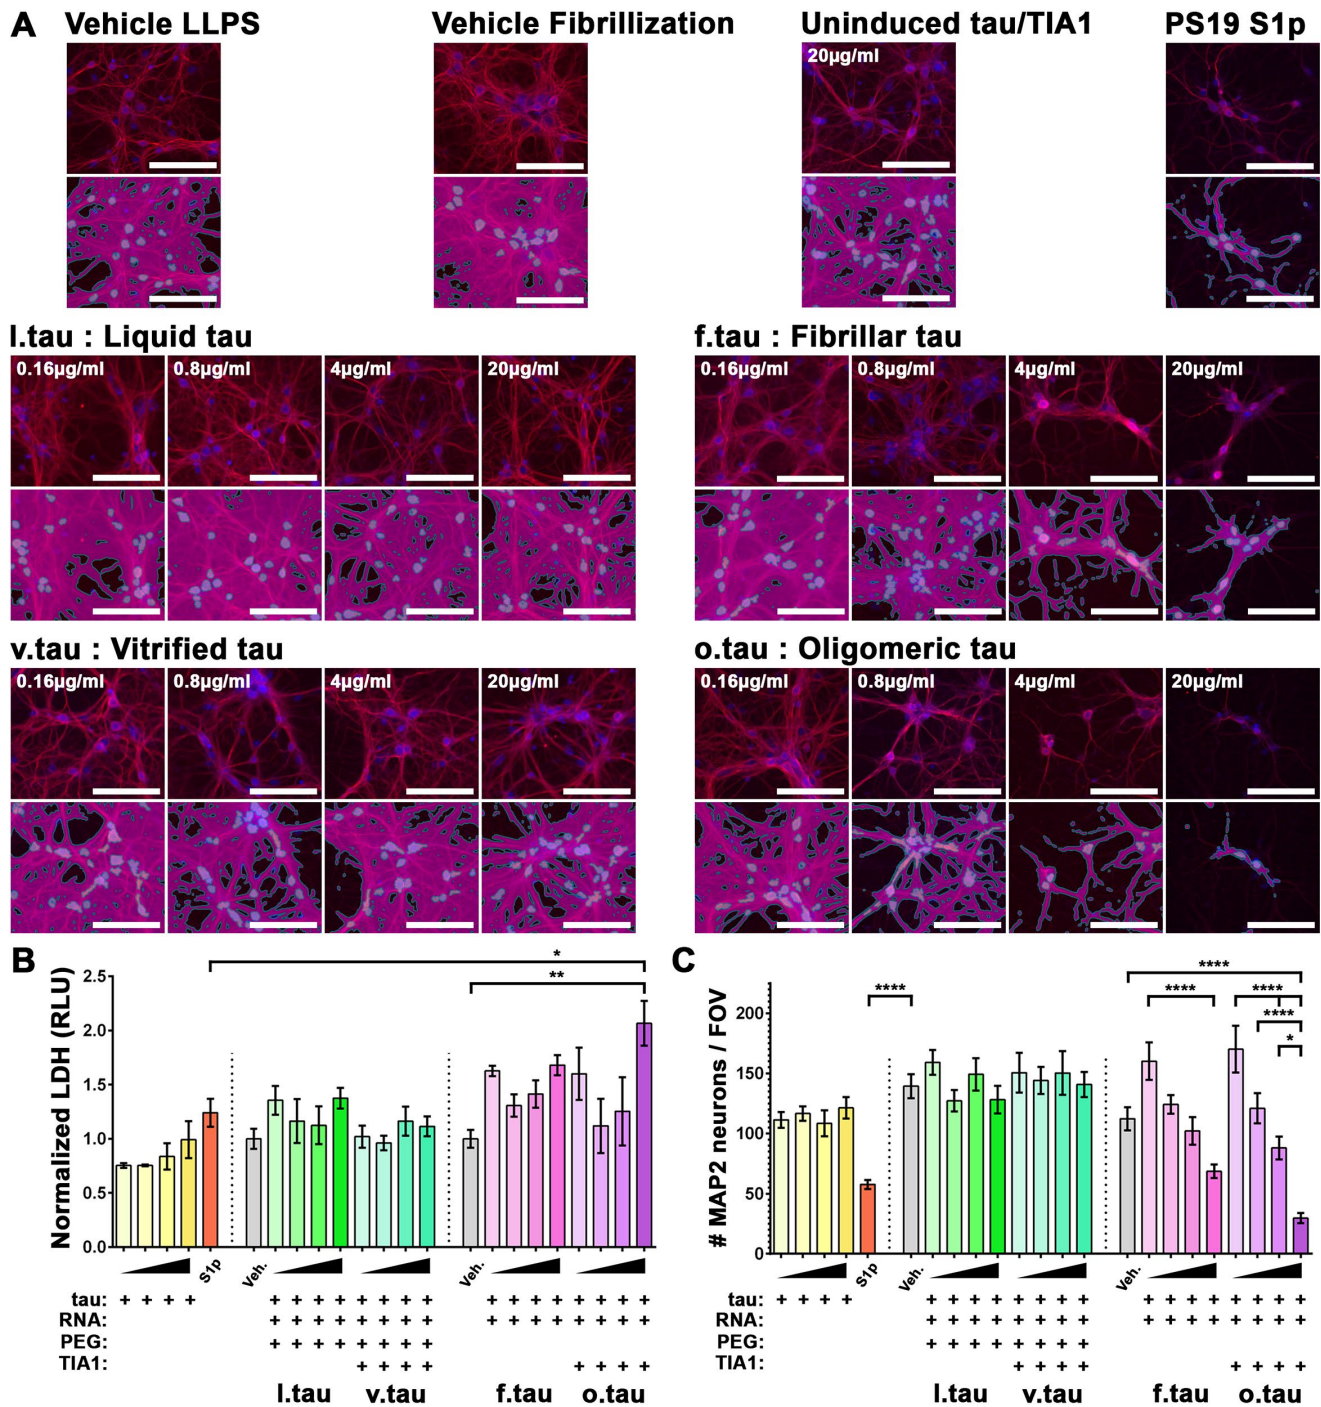 A Vehicle LLPS Vehicle Fibrillization Uninduced tau/TIA1 PS19 S1p
20µg/ml
l.tau : Liquid tau f.tau : Fibrillar tau
0.16µg/ml 0.8µg/ml 4µg/ml 20µg/ml 0.16µg/ml 0.8µg/ml 4µg/ml 20µg/ml
v.tau : Vitrified tau o.tau : Oligomeric tau
0.16µg/ml 0.8µg/ml 4µg/ml 20µg/ml 0.16µg/ml 0.8µg/ml 4µg/ml 20µg/ml
B
Normalized LDH (RLU)
2.5
2.0
1.5
1.0
0.5
0.0
*
**
S1p Veh. Veh.
tau: + + + + + + + + + + + + + + + + + + + +
RNA: + + + + + + + + + + + + + + + +
PEG: + + + + + + + +
TIA1: + + + + + + + +
l.tau v.tau f.tau o.tau
C
# MAP2 neurons / FOV
200
150
100
50
0
****
**** **** ****
****
*
S1p Veh. Veh.
tau: + + + + + + + + + + + + + + + + + + + +
RNA: + + + + + + + + + + + + + + + +
PEG: + + + + + + + +
TIA1: + + + + + + + +
l.tau v.tau f.tau o.tau